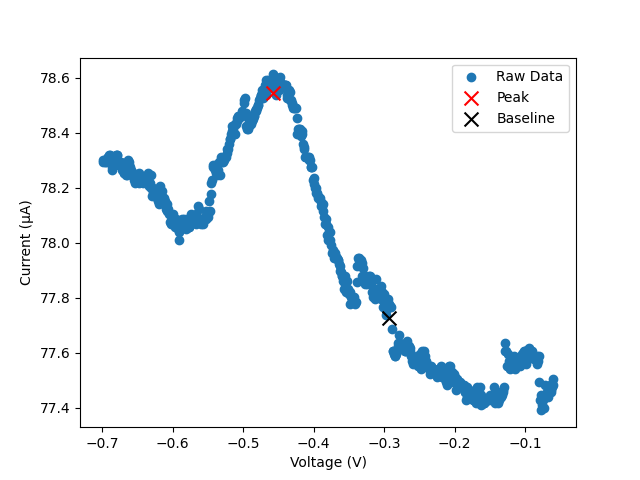 Raw Data
Peak
Baseline
78.6
78.4
78.2
78.0
77.8
77.6
77.4
Current (μA)
−0.7
−0.6
−0.5
−0.4
−0.3
−0.2
−0.1
Voltage (V)